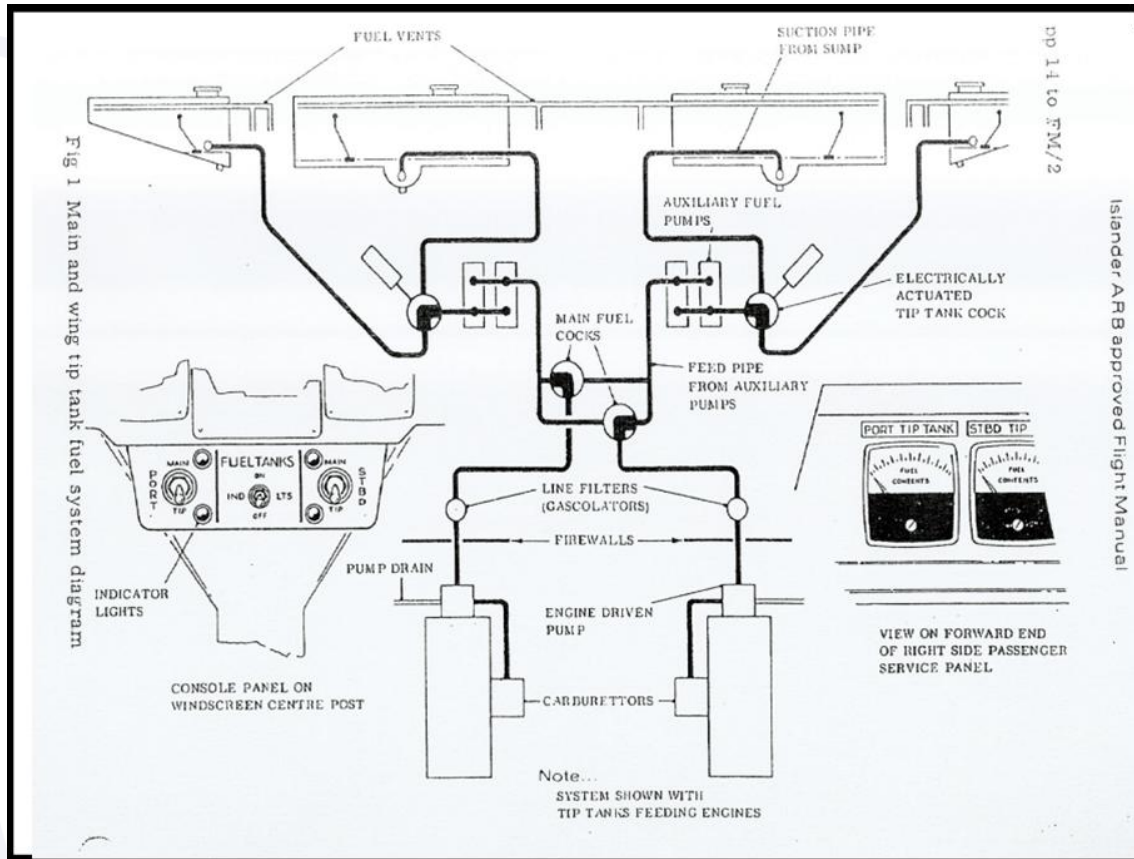 FUEL VENTS
SUCTION PIPE
FROM SUMP
pp 14 to FM/2
Islander ARB approved Flight Manual
Fig 1 Main and wing tip tank fuel system diagram
AUXILIARY FUEL
PUMPS
ELECTRICALLY
ACTUATED
TIP TANK COCK
MAIN FUEL
COCKS
FEED PIPE
FROM AUXILIARY
PUMPS
PORT
MAIN
TIP
FUEL TANKS
ON
IND LTS
OFF
MAIN
TIP
STBD
INDICATOR
LIGHTS
CONSOLE PANEL ON
WINDSCREEN CENTRE POST
LINE FILTERS
(GASCOLATORS)
FIREWALLS
PUMP DRAIN
ENGINE DRIVEN
PUMP
CARBURETTORS
PORT TIP TANK
STBD TIP
FUEL
CONTENTS
FUEL
CONTENTS
VIEW ON FORWARD END
OF RIGHT SIDE PASSENGER
SERVICE PANEL
Note...
SYSTEM SHOWN WITH
TIP TANKS FEEDING ENGINES